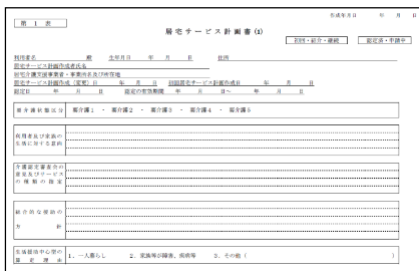 作成年月日 年 月 日
第 1 表
居宅サービス計画書(1)
初回・紹介・継続 認定済・申請中
利用者名 殿 生年月日 年 月 日 住所
居宅サービス計画作成者氏名
居宅介護支援事業者・事業所名及び所在地
居宅サービス計画作成(変更)日 年 月 日 初回居宅サービス計画作成日 年 月 日
認定日 年 月 日 認定の有効期間 年 月 日～ 年 月 日
要介護状態区分 要介護1 ・ 要介護2 ・ 要介護3 ・ 要介護4 ・ 要介護5
利用者及び家族の
生活に対する意向
介護認定審査会の
意見及びサービス
の種類の指定
総合的な援助の
方 針
生活援助中心型の
算 定 理 由
1．一人暮らし 2．家族等が障害、疾病等 3．その他（ ）